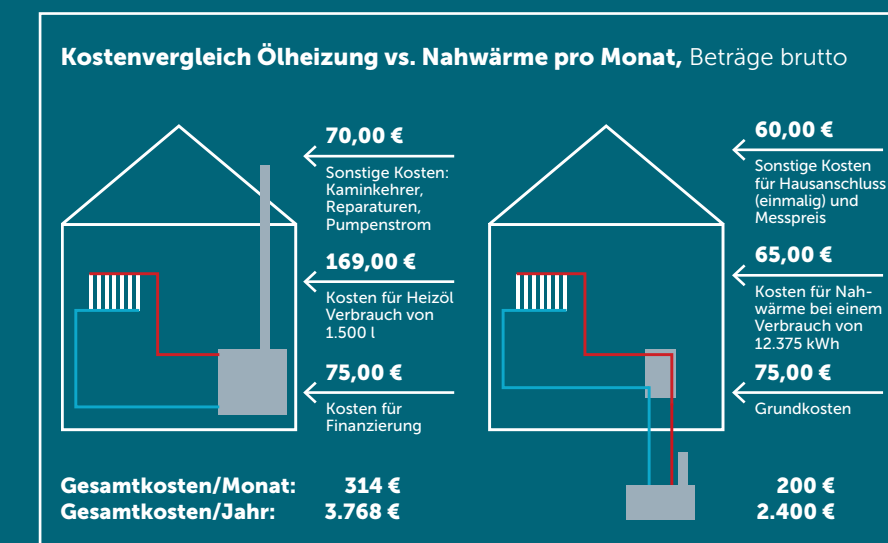 Kostenvergleich Ölheizung vs. Nahwärme pro Monat, Beträge brutto
70,00 €
Sonstige Kosten:
Kaminkehrer,
Reparaturen,
Pumpenstrom
169,00 €
Kosten für Heizöl
Verbrauch von
1.500 l
75,00 €
Kosten für
Finanzierung
60,00 €
Sonstige Kosten
für Hausanschluss
(einmalig) und
Messpreis
65,00 €
Kosten für Nah-
wärme bei einem
Verbrauch von
12.375 kWh
75,00 €
Grundkosten
Gesamtkosten/Monat: 314 € 200 €
Gesamtkosten/Jahr: 3.768 € 2.400 €